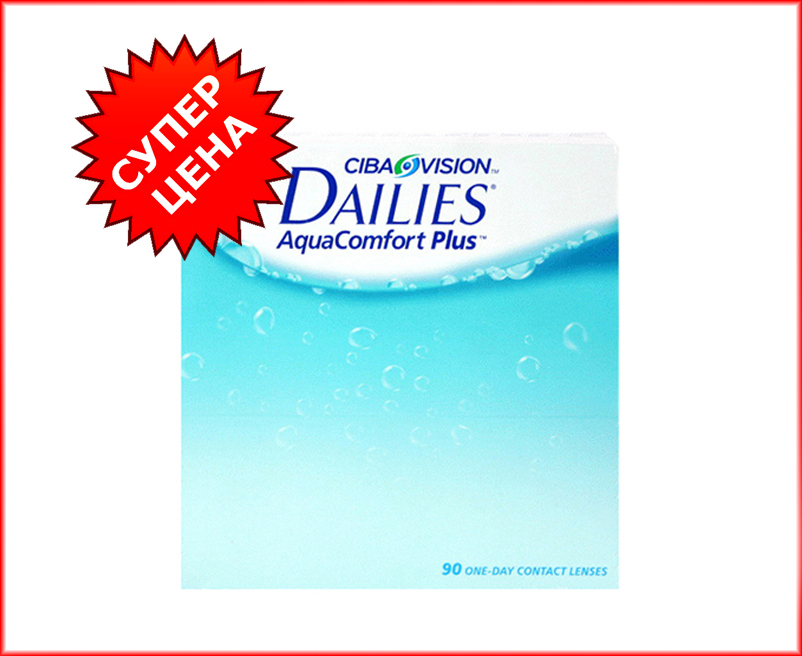 СУПЕР
ЦЕНА
CIBA VISION™
DAILIES®
AquaComfort Plus™
90 ONE-DAY CONTACT LENSES